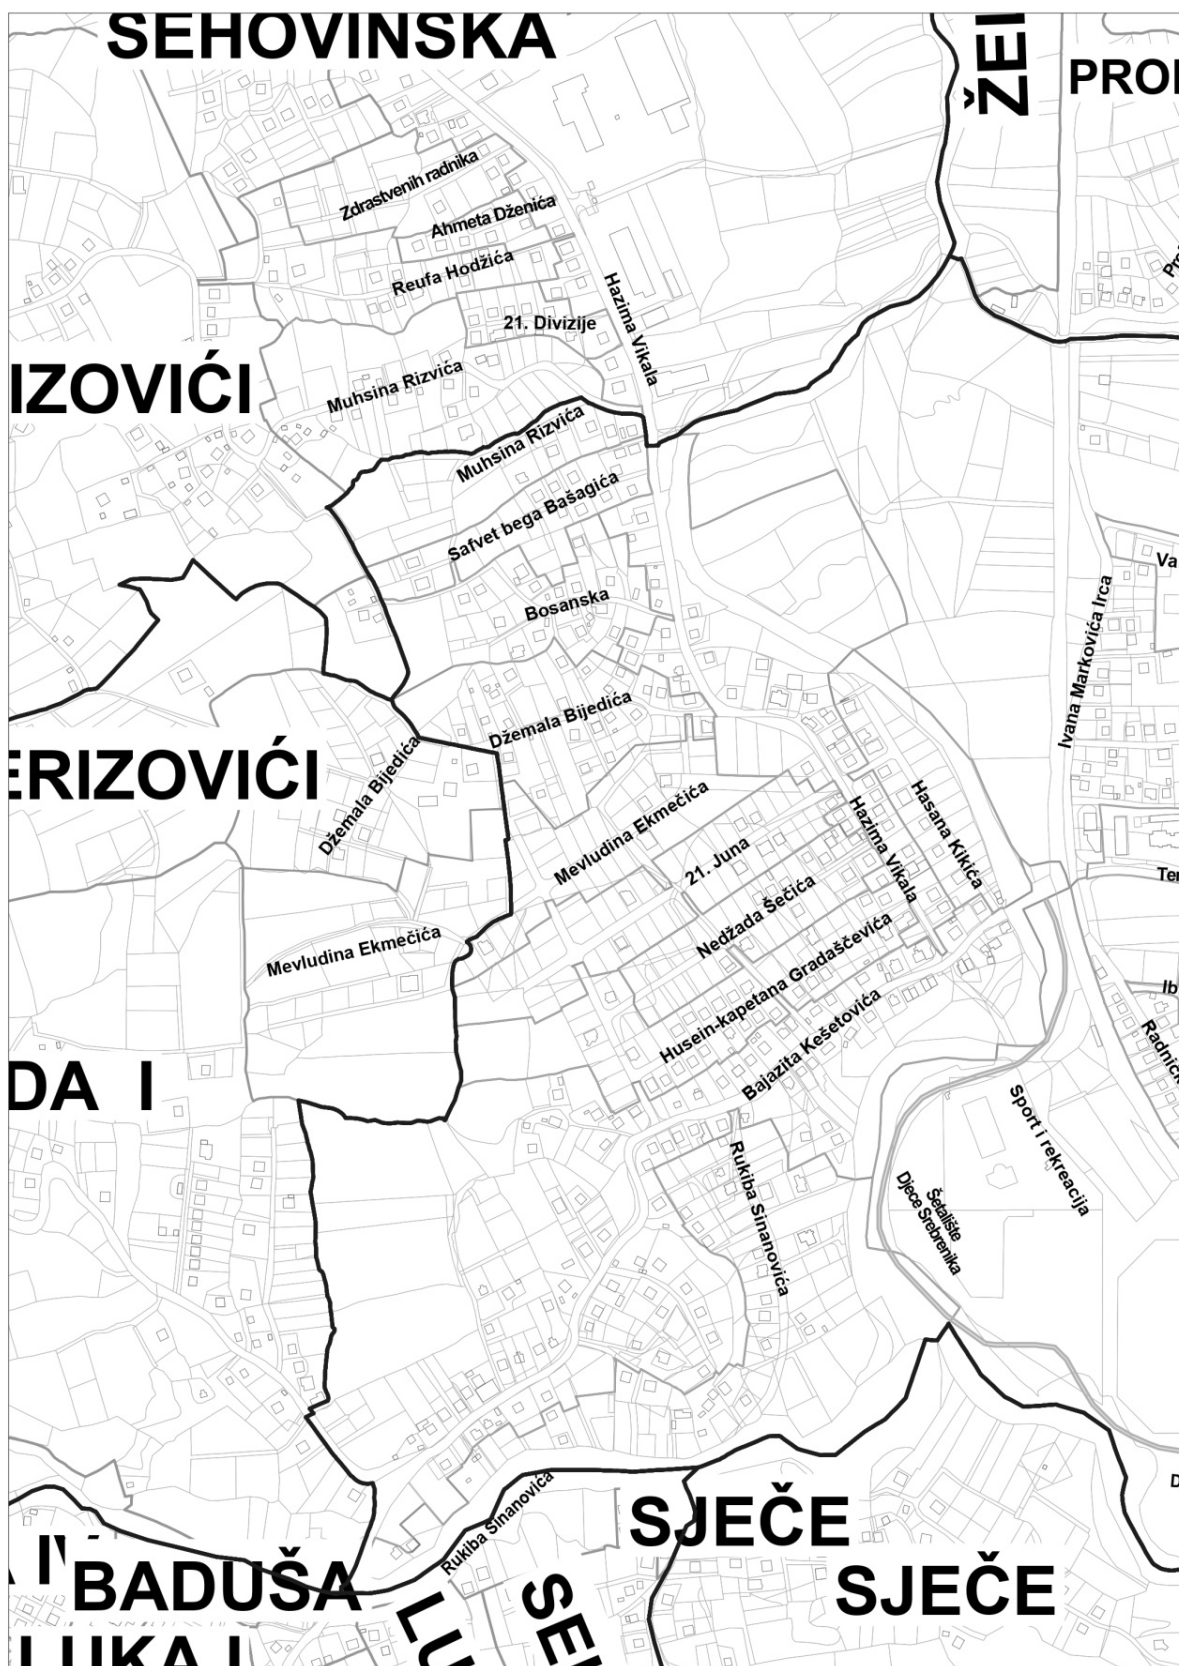 SEHOVINSKA
Zdrastvenih radnika
Ahmeta Dženića
Reufa Hodžića
Hazima Vikala
21. Divizije
IZOVIĆI
Muhsina Rizvića
Muhsina Rizvića
Safvet bega Bašagića
Bosanska
Ivana Markovića Irca
Džemala Bijedića
ERIZOVIĆI
Džemala Bijedića
Mevludina Ekmečića
Hazima Vikala
Hasana Kikića
21. Juna
Nedžada Šečića
Mevludina Ekmečića
Husein-kapetana Gradaščevića
Bajazita Kešetovića
DA I
Sport i rekreacija
Rukiba Sinanovića
Šetalište
Djece Srebrenika
Rukiba Sinanovića
SJEČE
SJEČE
BADUŠA
LUKA I